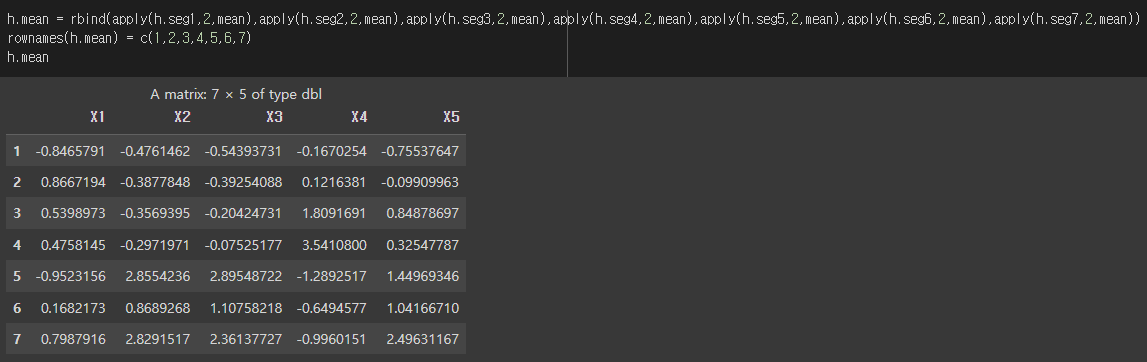 h.mean = rbind(apply(h.seg1,2,mean),apply(h.seg2,2,mean),apply(h.seg3,2,mean),apply(h.seg4,2,mean),apply(h.seg5,2,mean),apply(h.seg6,2,mean),apply(h.seg7,2,mean))
rownames(h.mean) = c(1,2,3,4,5,6,7)
h.mean
A matrix: 7 × 5 of type dbl
X1 X2 X3 X4 X5
1 -0.8465791 -0.4761462 -0.54393731 -0.1670254 -0.75537647
2 0.8667194 -0.3877848 -0.39254088 0.1216381 -0.09909963
3 0.5398973 -0.3569395 -0.20424731 1.8091691 0.84878697
4 0.4758145 -0.2971971 -0.07525177 3.5410800 0.32547787
5 -0.9523156 2.8554236 2.89548722 -1.2892517 1.44969346
6 0.1682173 0.8689268 1.10758218 -0.6494577 1.04166710
7 0.7987916 2.8291517 2.36137727 -0.9960151 2.49631167